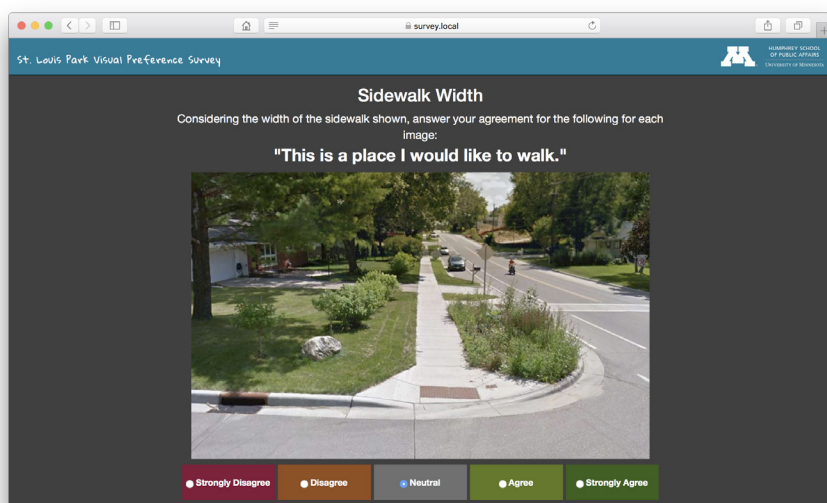 survey.local
St. Louis Park Visual Preference Survey
HUMPHREY SCHOOL
OF PUBLIC AFFAIRS
UNIVERSITY OF MINNESOTA
Sidewalk Width
Considering the width of the sidewalk shown, answer your agreement for the following for each
image:
"This is a place I would like to walk."
Strongly Disagree
Disagree
Neutral
Agree
Strongly Agree